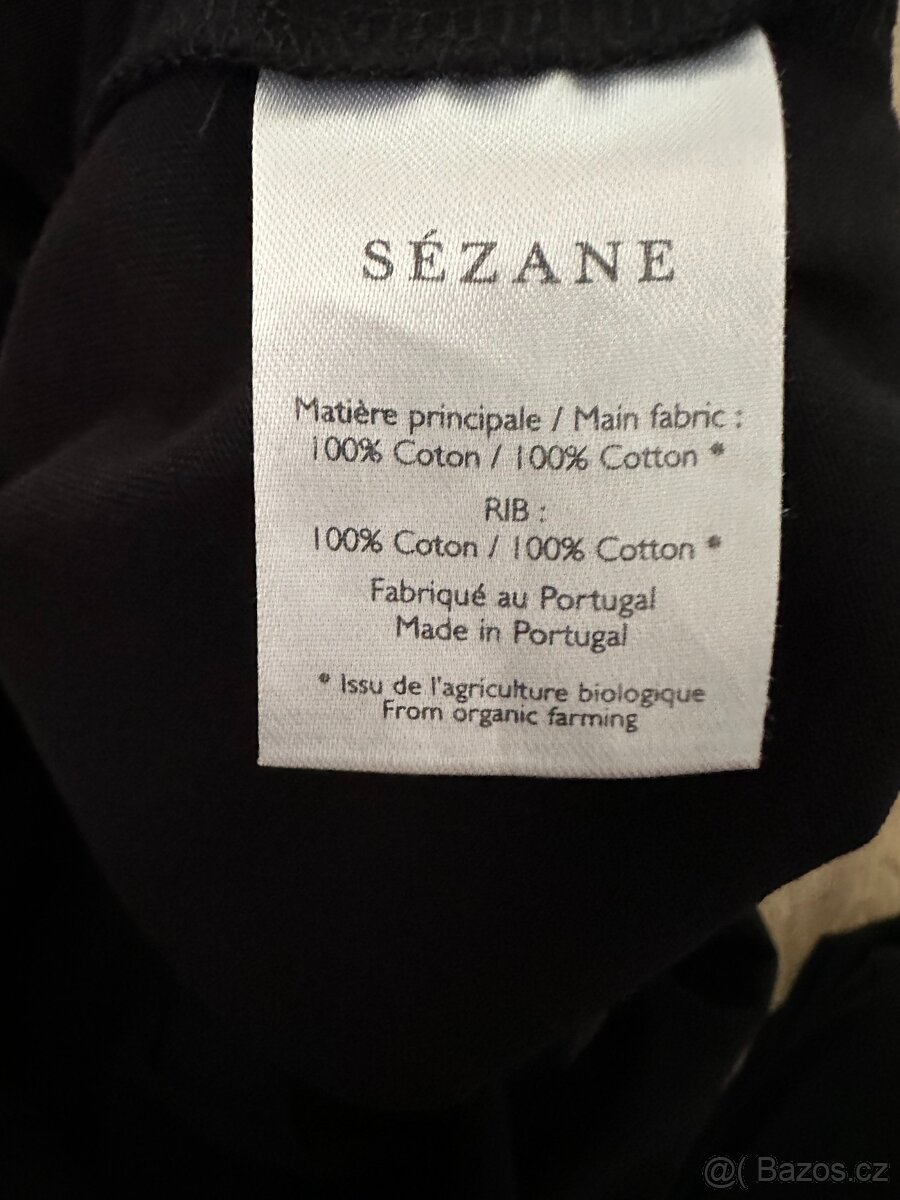 SÉZANE
Matière principale / Main fabric :
100% Coton / 100% Cotton *
RIB :
100% Coton / 100% Cotton *
Fabriqué au Portugal
Made in Portugal
* Issu de l'agriculture biologique
From organic farming
@( Bazos.cz